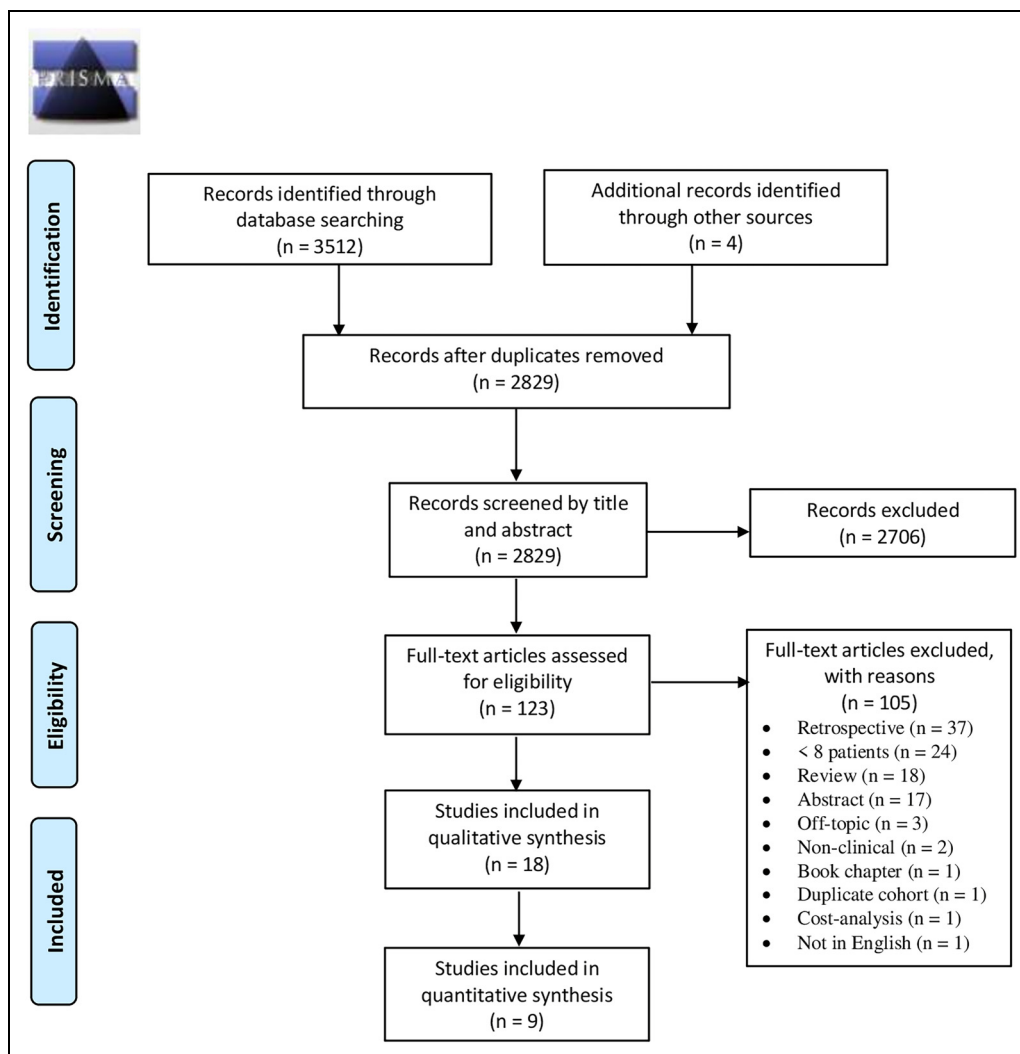 PRISMA
Identification
Records identified through
database searching
(n = 3512)
Additional records identified
through other sources
(n = 4)
Records after duplicates removed
(n = 2829)
Screening
Records screened by title
and abstract
(n = 2829)
Records excluded
(n = 2706)
Eligibility
Full-text articles assessed
for eligibility
(n = 123)
Full-text articles excluded,
with reasons
(n = 105)
• Retrospective (n = 37)
• < 8 patients (n = 24)
• Review (n = 18)
• Abstract (n = 17)
• Off-topic (n = 3)
• Non-clinical (n = 2)
• Book chapter (n = 1)
• Duplicate cohort (n = 1)
• Cost-analysis (n = 1)
• Not in English (n = 1)
Included
Studies included in
qualitative synthesis
(n = 18)
Studies included in
quantitative synthesis
(n = 9)